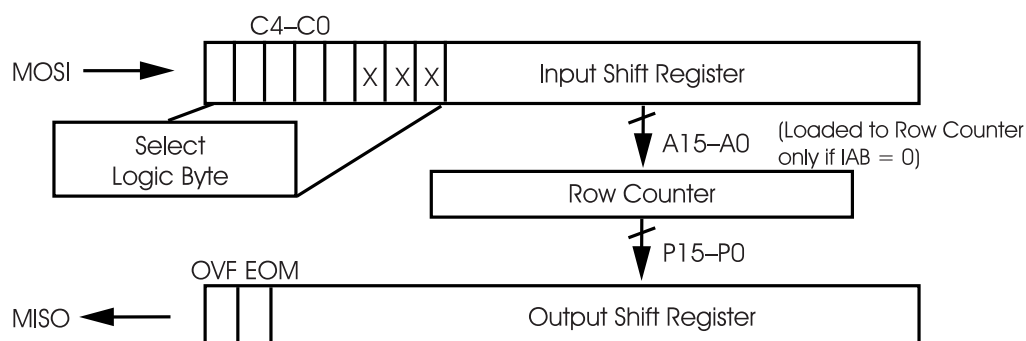 C4–C0
MOSI
X X X
Input Shift Register
Select
Logic Byte
A15–A0
(Loaded to Row Counter
only if IAB = 0)
Row Counter
P15–P0
OVF EOM
MISO
Output Shift Register